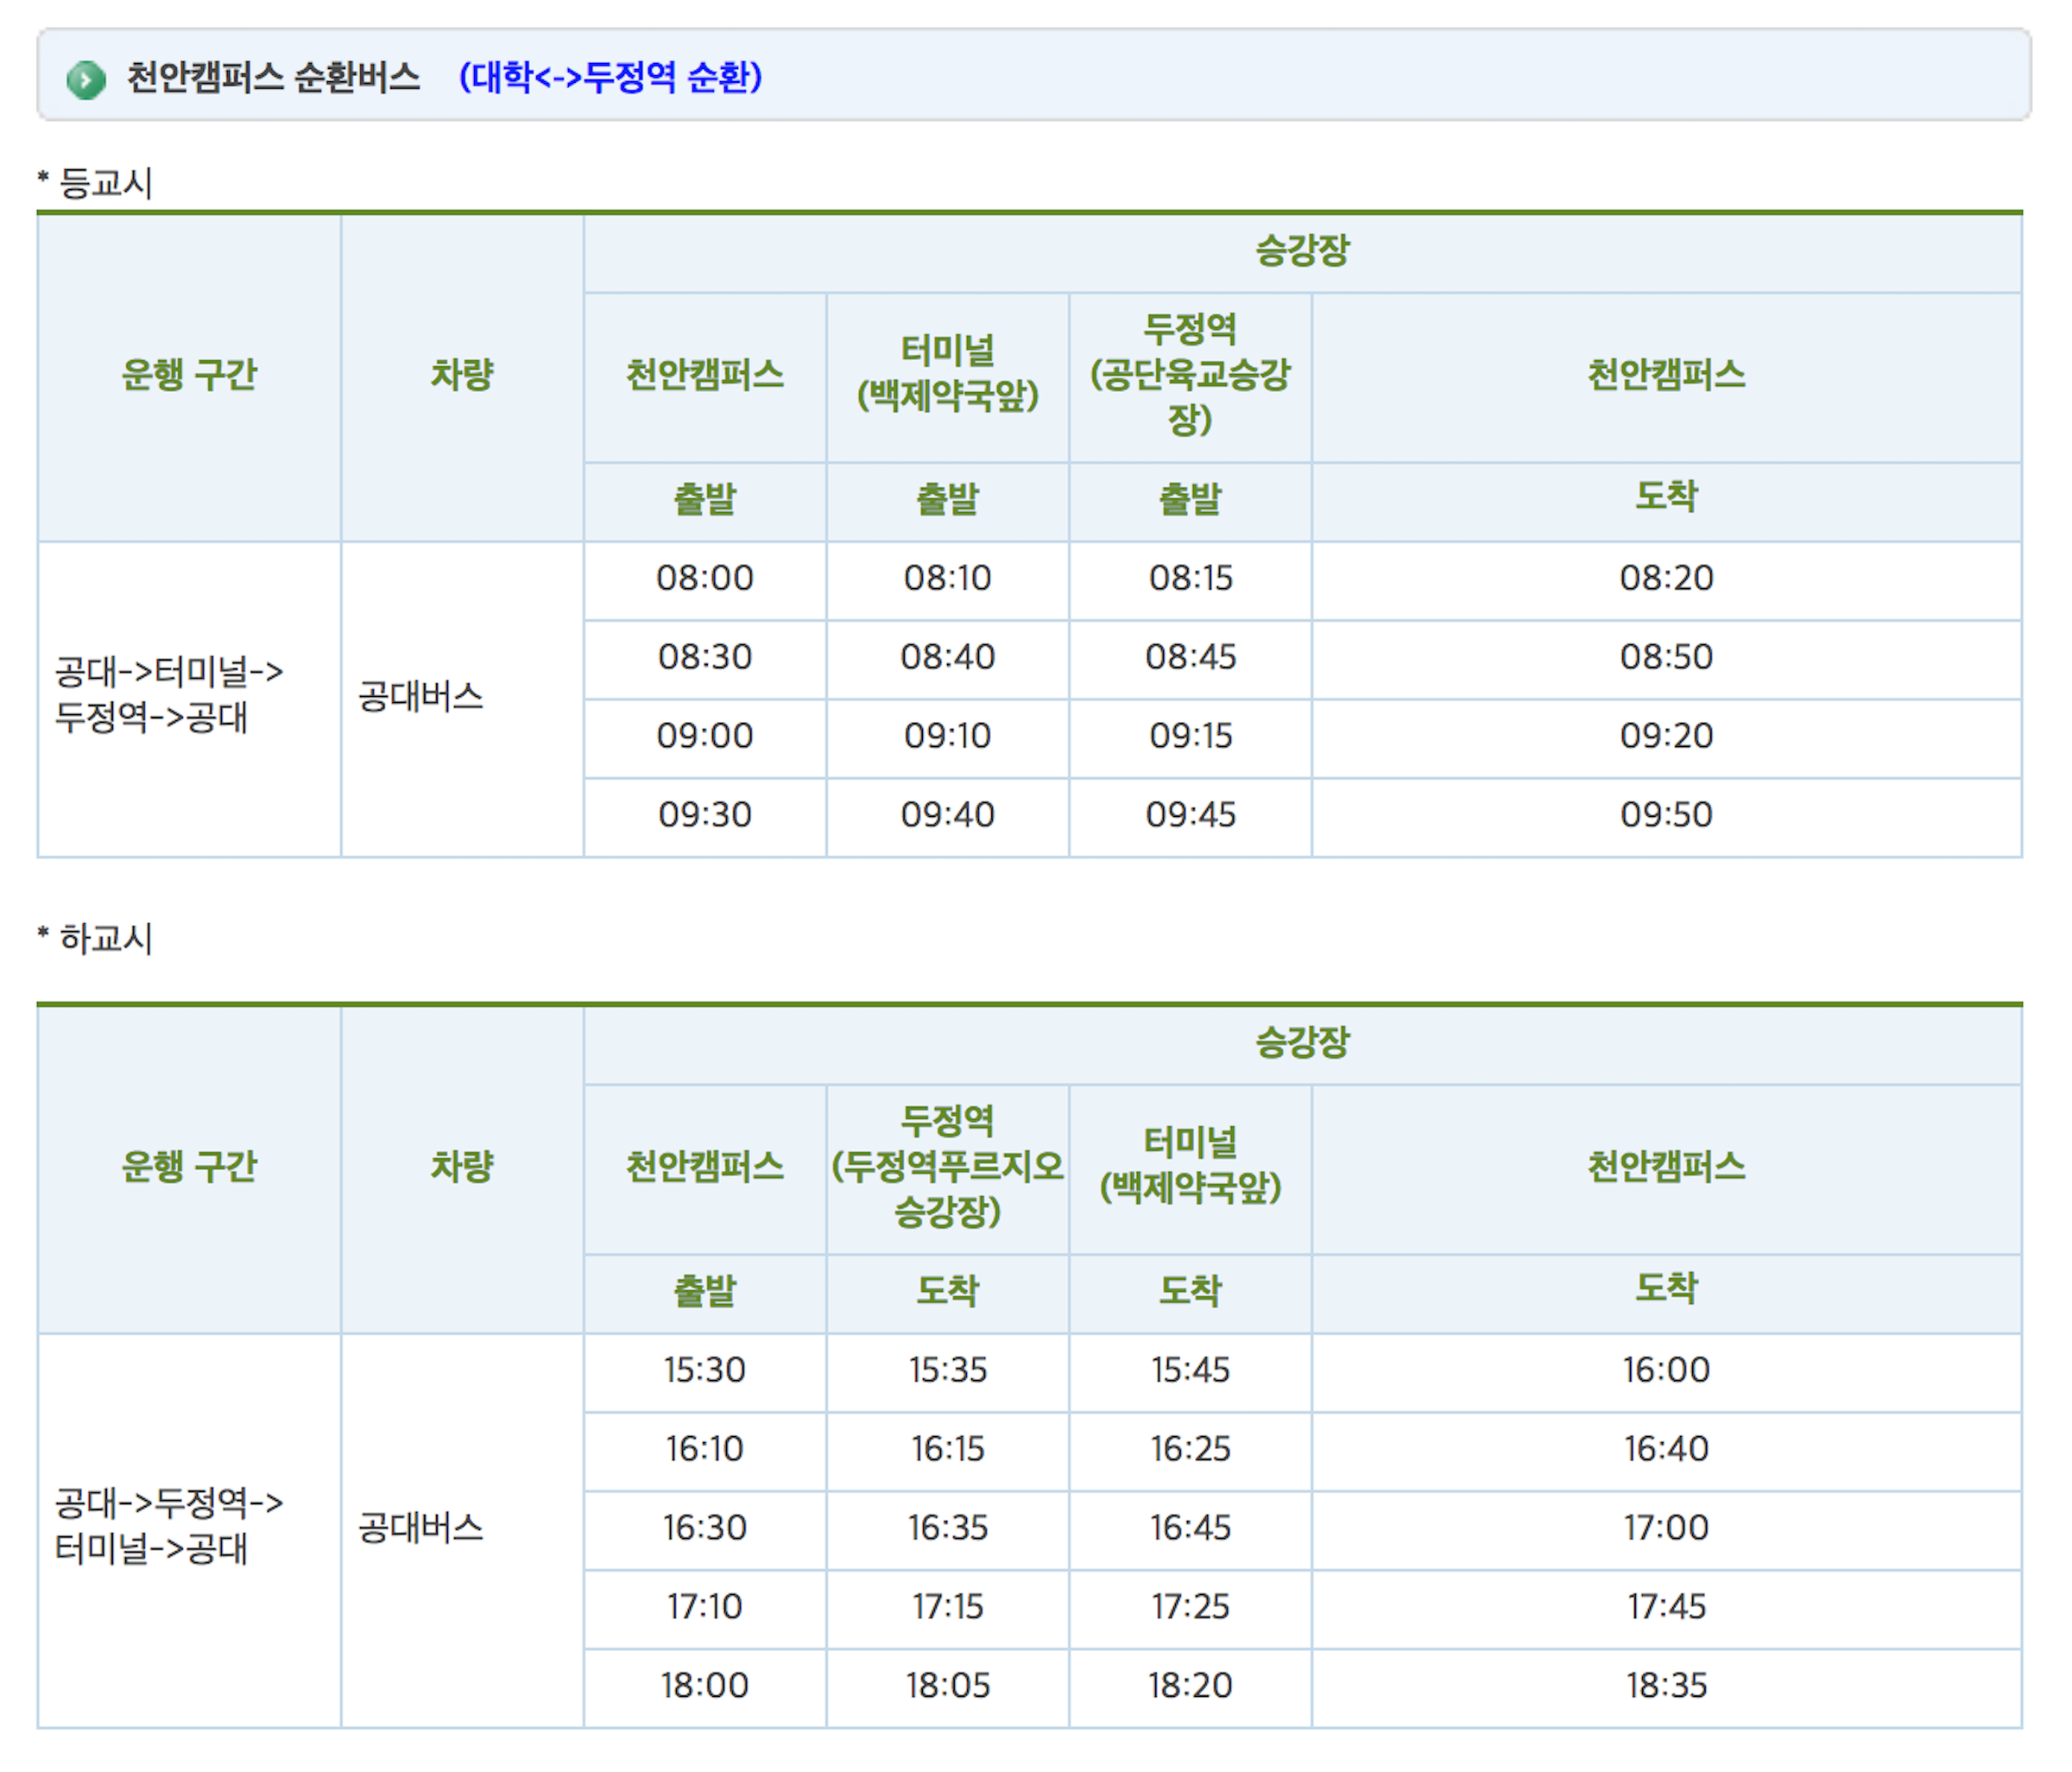 천안캠퍼스 순환버스 (대학<->두정역 순환)
* 등교시
운행 구간 차량 승강장
천안캠퍼스 터미널 (백제약국앞) 두정역 (공단육교승강장) 천안캠퍼스
출발 출발 출발 도착
공대->터미널->
두정역->공대
공대버스
08:00 08:10 08:15 08:20
08:30 08:40 08:45 08:50
09:00 09:10 09:15 09:20
09:30 09:40 09:45 09:50
* 하교시
운행 구간 차량 승강장
천안캠퍼스 두정역 (두정역푸르지오 승강장) 터미널 (백제약국앞) 천안캠퍼스
출발 도착 도착 도착
공대->두정역->
터미널->공대
공대버스
15:30 15:35 15:45 16:00
16:10 16:15 16:25 16:40
16:30 16:35 16:45 17:00
17:10 17:15 17:25 17:45
18:00 18:05 18:20 18:35